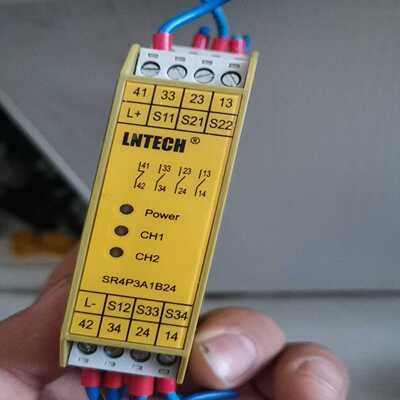 41 33 23 13
L+ S11 S21 S22
LNTECH ®
41 33 23 13
42 34 24 14
Power
CH1
CH2
SR4P3A1B24
L- S12 S33 S34
42 34 24 14